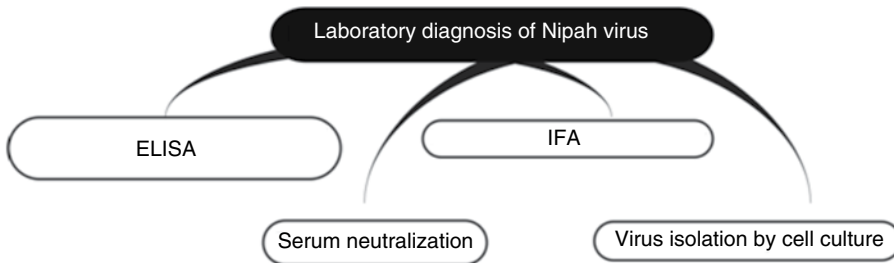 Laboratory diagnosis of Nipah virus
ELISA
IFA
Serum neutralization
Virus isolation by cell culture